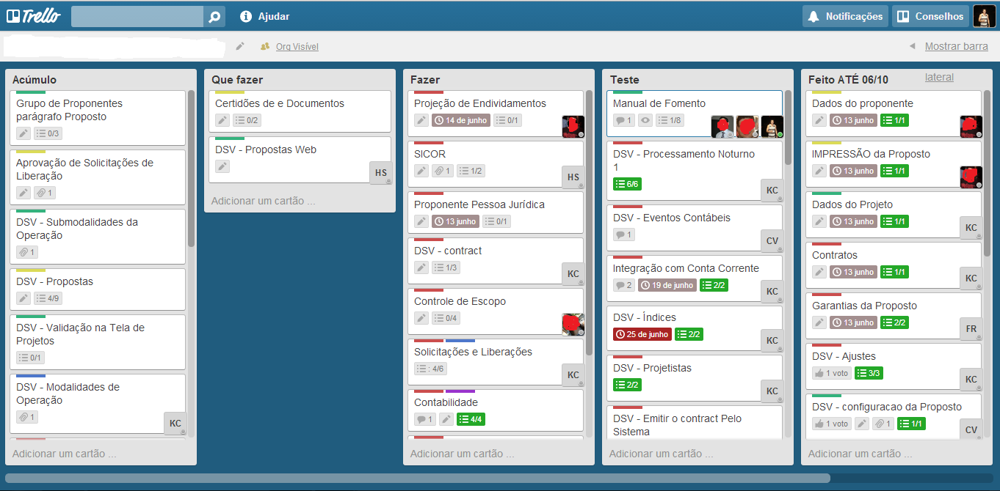 Trello
Ajudar
Notificações
Conselhos
Org Visível
Mostrar barra
lateral
Acúmulo
Grupo de Proponentes
parágrafo Proposto
0/3
Aprovação de Solicitações de
Liberação
1
DSV - Submodalidades da
Operação
1
DSV - Propostas
4/9
DSV - Validação na Tela de
Projetos
0/1
DSV - Modalidades de
Operação
1
KC
Adicionar um cartão ...
Que fazer
Certidões de e Documentos
0/2
DSV - Propostas Web
HS
Adicionar um cartão ...
Fazer
Projeção de Endividamentos
14 de junho 0/1
SICOR
1 1/2
HS
Proponente Pessoa Jurídica
13 junho 0/1
DSV - contract
1/3
KC
Controle de Escopo
0/4
Solicitações e Liberações
: 4/6
KC
Contabilidade
1 4/4
Adicionar um cartão ...
Teste
Manual de Fomento
1 1/8
DSV - Processamento Noturno
1
6/6
KC
DSV - Eventos Contábeis
1
CV
Integração com Conta Corrente
2 19 de junho 2/2
KC
DSV - Índices
25 de junho 2/2
KC
DSV - Projetistas
2/2
KC
DSV - Emitir o contract Pelo
Sistema
Adicionar um cartão ...
Feito ATÉ 06/10
Dados do proponente
13 junho 1/1
IMPRESSÃO da Proposto
13 junho 1/1
Dados do Projeto
13 junho 1/1
KC
Contratos
13 junho 1/1
KC
Garantias da Proposto
13 junho 2/2
FR
DSV - Ajustes
1 voto 3/3
KC
DSV - configuracao da Proposto
1 voto 1 1/1
CV
Adicionar um cartão ...